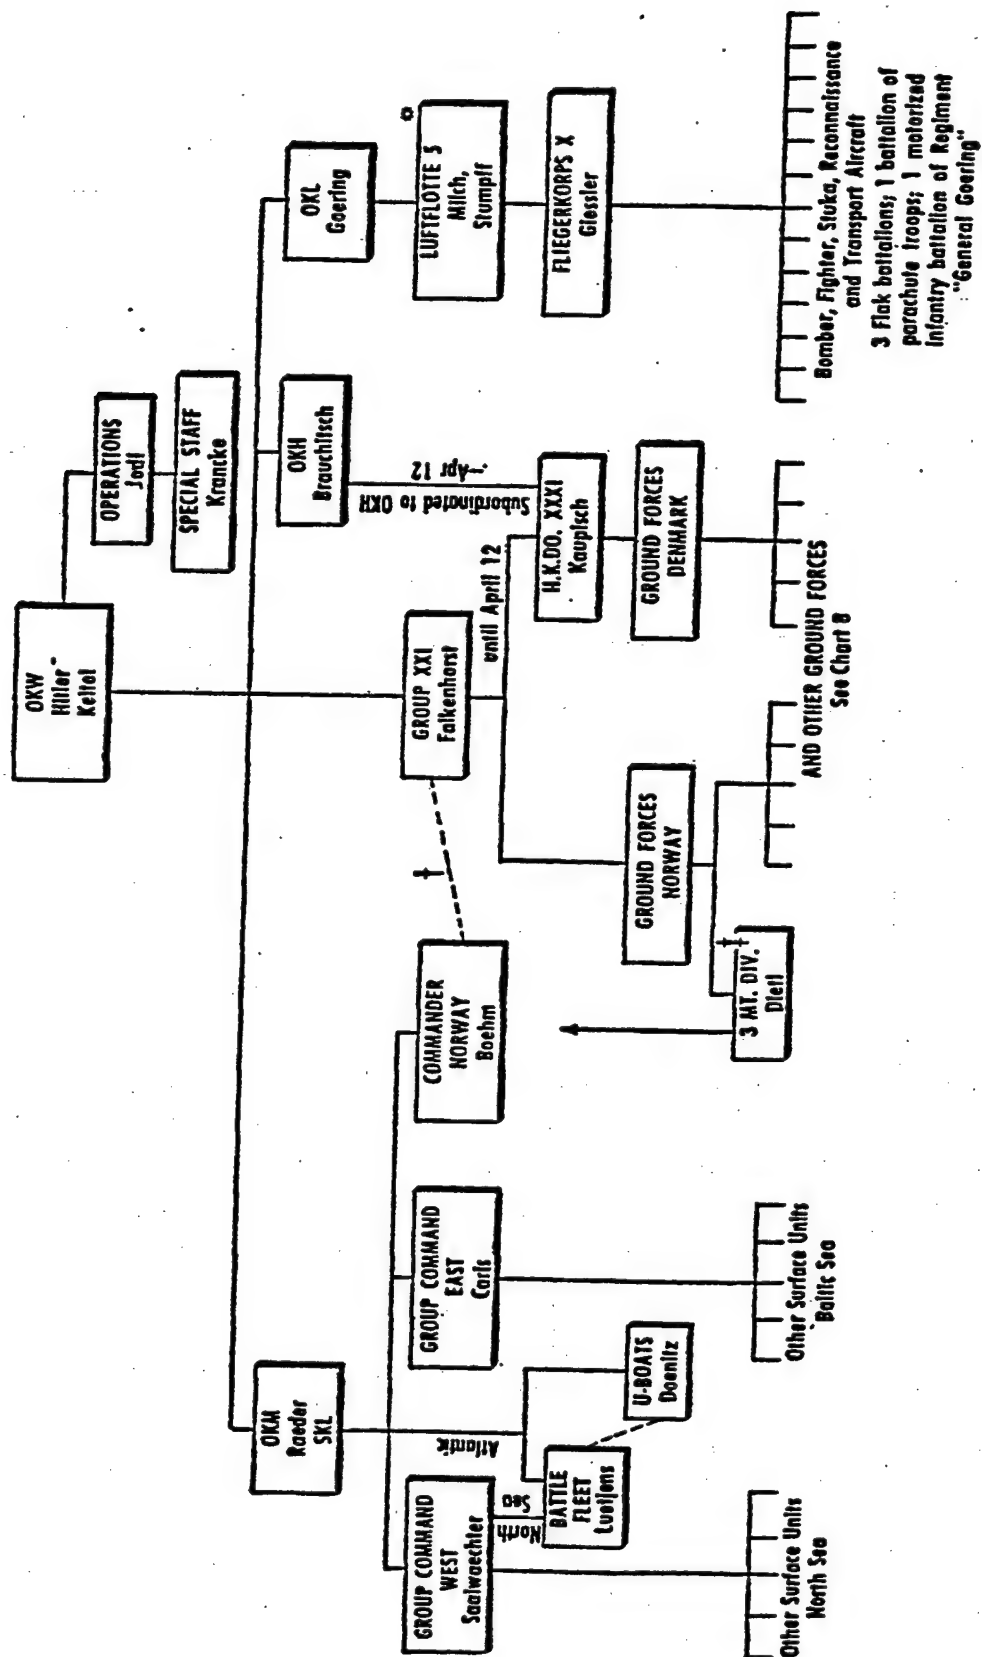 OKW
Hitler*
Keitel
OPERATIONS
Jodl
SPECIAL STAFF
Krancke
OKM
Raeder
SKL
OKH
Brauchitsch
OKL
Goering
Subordinated to OKH
Apr 12
LUFTFLOTTE 5
Milch,
Stumpff
FLIEGERKORPS X
Giessler
GROUP COMMAND
WEST
Saalwaechter
GROUP COMMAND
EAST
Carls
COMMANDER
NORWAY
Boehm
†
GROUP XXI
Falkenhorst
until April 12
H.K.DO. XXXI
Kaupisch
Atlantic
North
Sea
BATTLE
FLEET
Luetjens
U-BOATS
Doenitz
GROUND FORCES
NORWAY
GROUND FORCES
DENMARK
3 MT. DIV.
Dietl
‡
Other Surface Units
North Sea
Other Surface Units
Baltic Sea
AND OTHER GROUND FORCES
See Chart 8
Bomber, Fighter, Stuka, Reconnaissance
and Transport Aircraft
3 Flak battalions; 1 battalion of
parachute troops; 1 motorized
infantry battalion of Regiment
"General Goering"